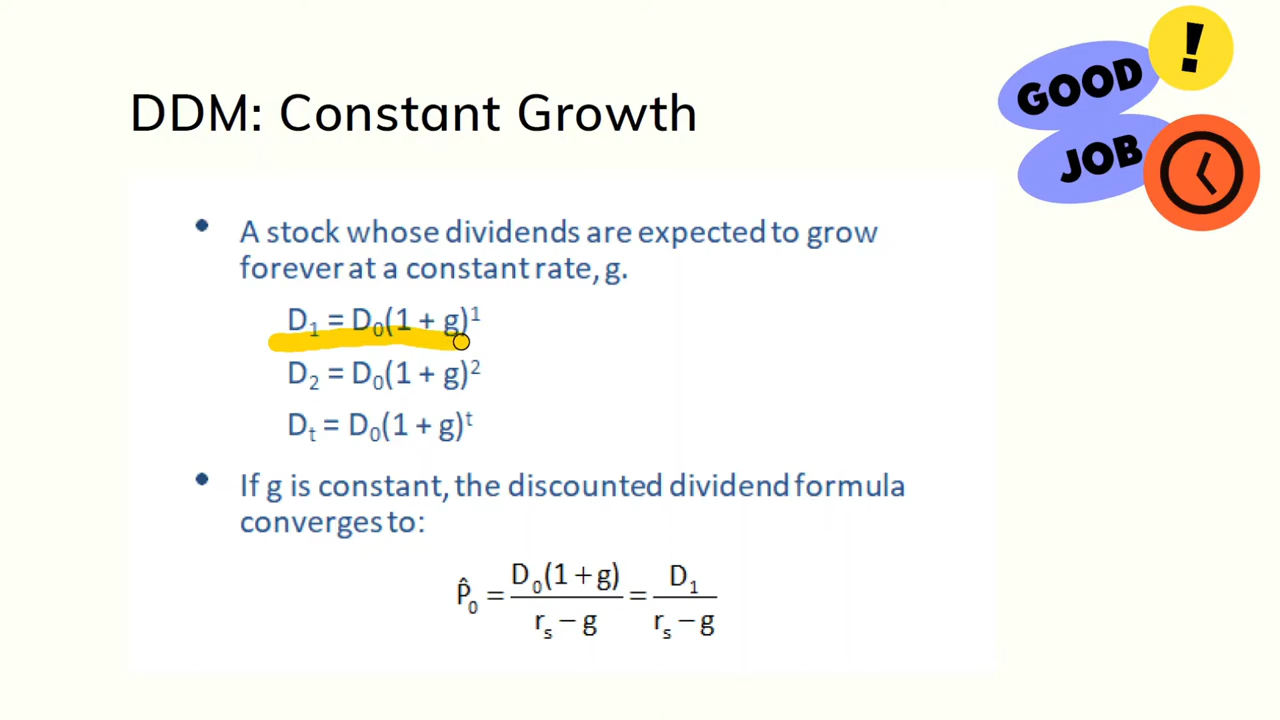 GOOD
!
JOB
DDM: Constant Growth
• A stock whose dividends are expected to grow
forever at a constant rate, g.
D₁ = D₀(1 + g)¹
D₂ = D₀(1 + g)²
Dₜ = D₀(1 + g)ᵗ
• If g is constant, the discounted dividend formula
converges to:
P̂₀ = D₀(1 + g) / (rₛ − g) = D₁ / (rₛ − g)